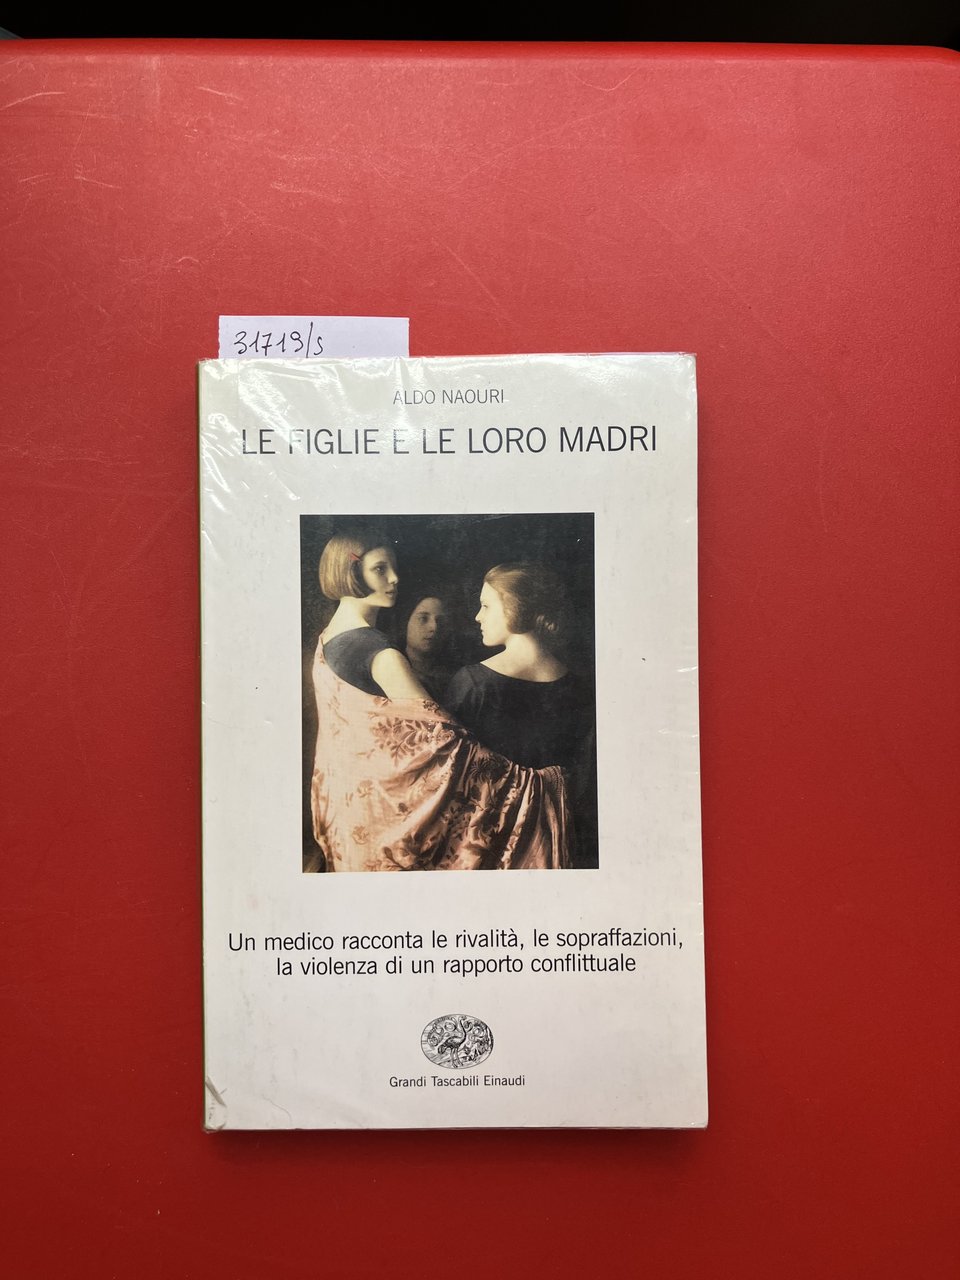 31719/s
ALDO NAOURI
LE FIGLIE E LE LORO MADRI
Un medico racconta le rivalità, le sopraffazioni,
la violenza di un rapporto conflittuale
Grandi Tascabili Einaudi